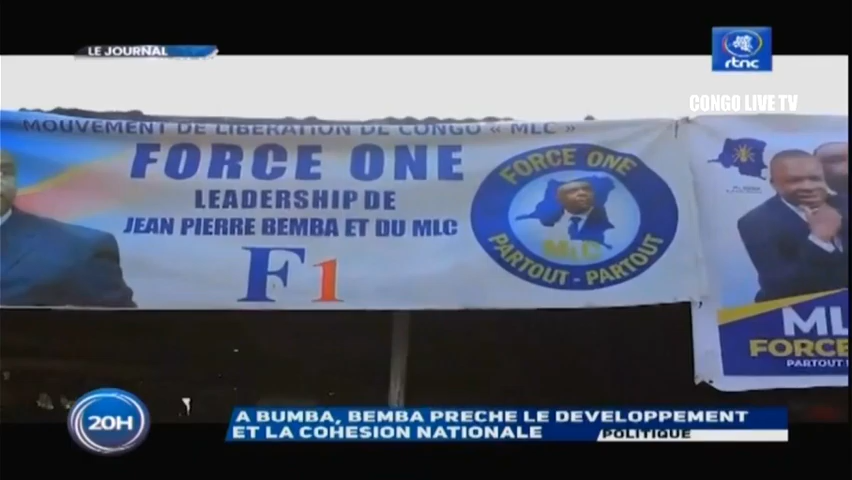 LE JOURNAL
rtnc
CONGO LIVE TV
MOUVEMENT DE LIBERATION DE CONGO « MLC »
FORCE ONE
LEADERSHIP DE
JEAN PIERRE BEMBA ET DU MLC
F1
FORCE ONE
MLC
PARTOUT - PARTOUT
ML
FORCE
PARTOUT
20H
A BUMBA, BEMBA PRECHE LE DEVELOPPEMENT
ET LA COHESION NATIONALE
POLITIQUE